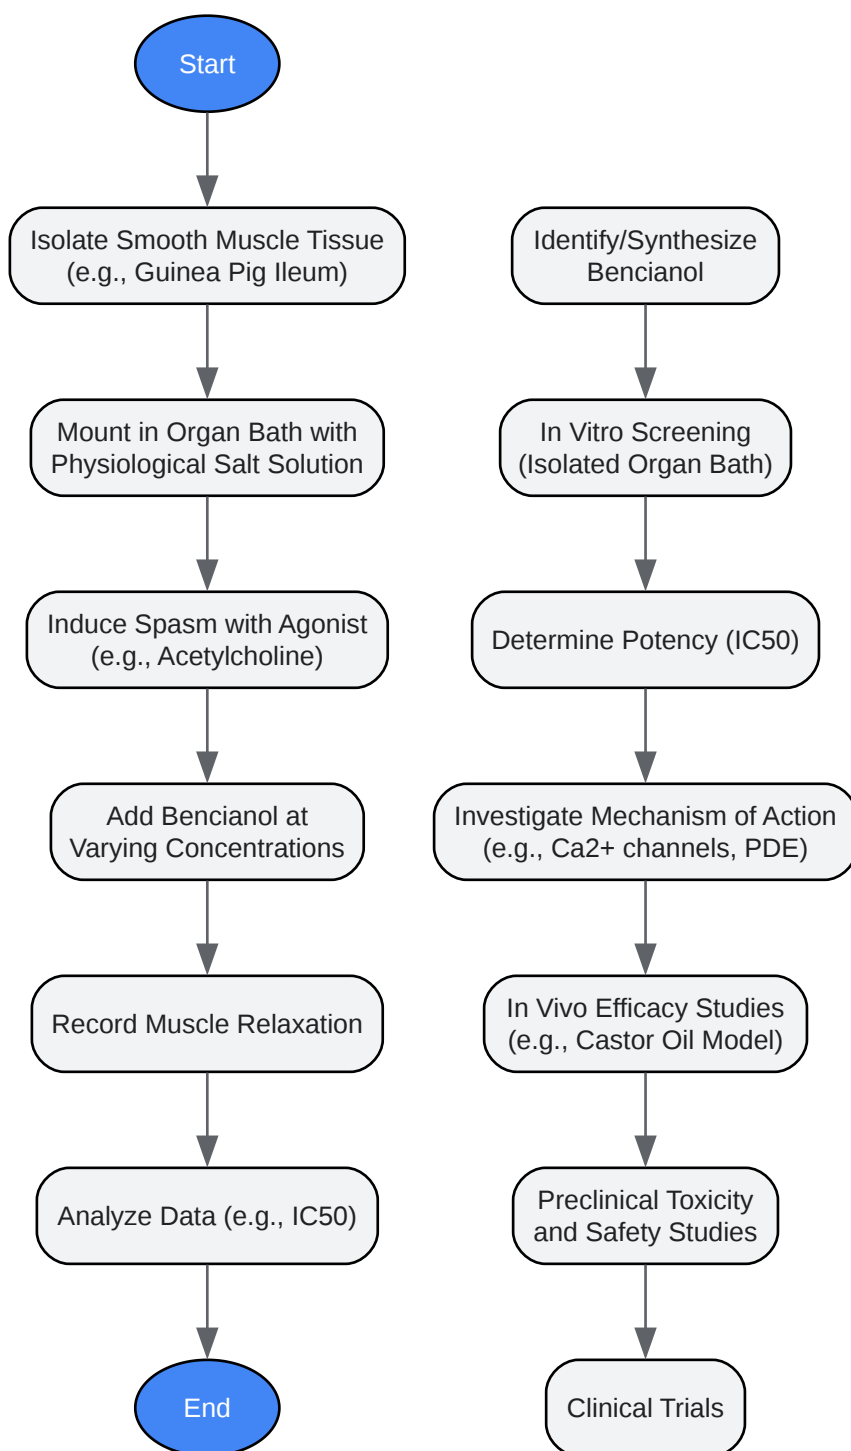 Start
Isolate Smooth Muscle Tissue
(e.g., Guinea Pig Ileum)
Mount in Organ Bath with
Physiological Salt Solution
Induce Spasm with Agonist
(e.g., Acetylcholine)
Add Bencianol at
Varying Concentrations
Record Muscle Relaxation
Analyze Data (e.g., IC50)
End
Identify/Synthesize
Bencianol
In Vitro Screening
(Isolated Organ Bath)
Determine Potency (IC50)
Investigate Mechanism of Action
(e.g., Ca2+ channels, PDE)
In Vivo Efficacy Studies
(e.g., Castor Oil Model)
Preclinical Toxicity
and Safety Studies
Clinical Trials